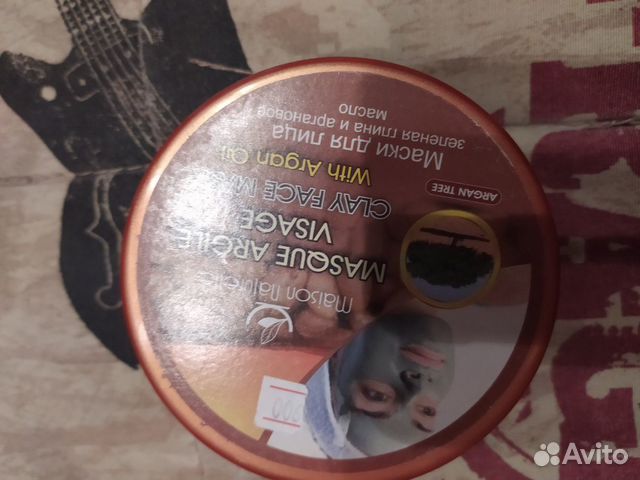 Maison Naturelle
MASQUE ARGILE
VISAGE
CLAY FACE MASK
With Argan Oil
Маски для лица
зеленая глина и аргановое
масло
ARGAN TREE
Avito